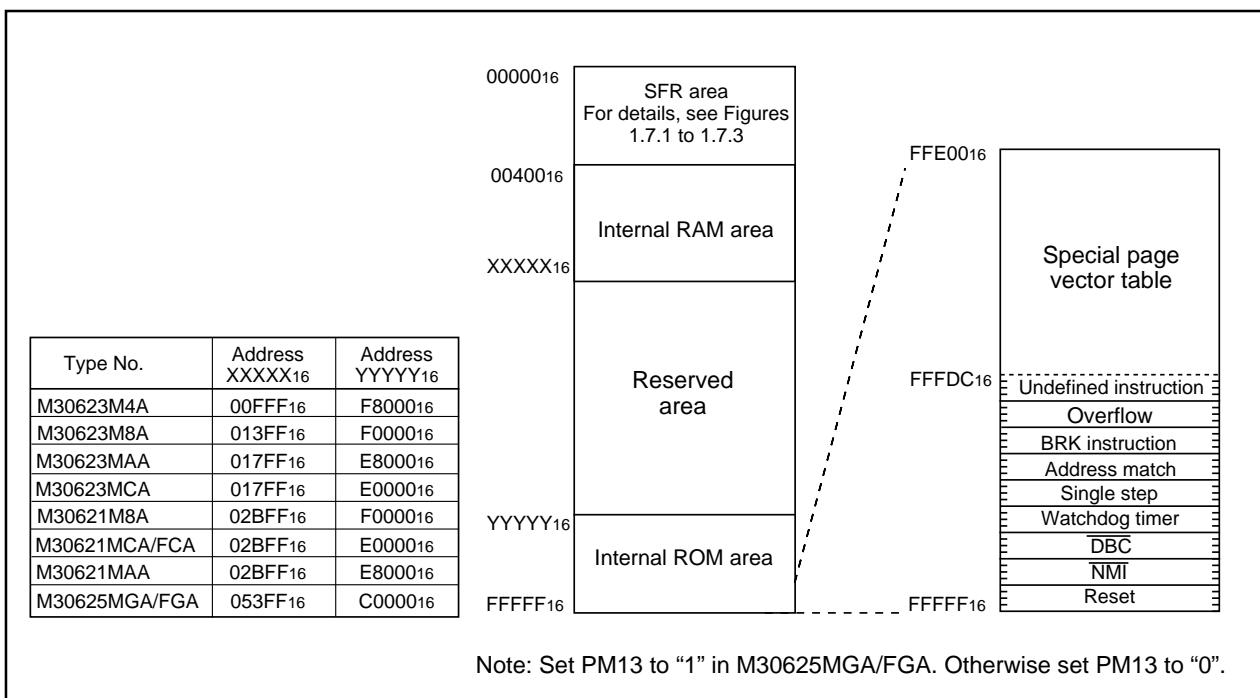 Type No.
Address
XXXXX16
Address
YYYYY16
M30623M4A 00FFF16 F800016
M30623M8A 013FF16 F000016
M30623MAA 017FF16 E800016
M30623MCA 017FF16 E000016
M30621M8A 02BFF16 F000016
M30621MCA/FCA 02BFF16 E000016
M30621MAA 02BFF16 E800016
M30625MGA/FGA 053FF16 C000016
0000016
SFR area
For details, see Figures
1.7.1 to 1.7.3
0040016
Internal RAM area
XXXXX16
Reserved
area
YYYYY16
Internal ROM area
FFFFF16
FFE0016
Special page
vector table
FFFDC16
Undefined instruction
Overflow
BRK instruction
Address match
Single step
Watchdog timer
DBC
NMI
Reset
FFFFF16
Note: Set PM13 to “1” in M30625MGA/FGA. Otherwise set PM13 to “0”.